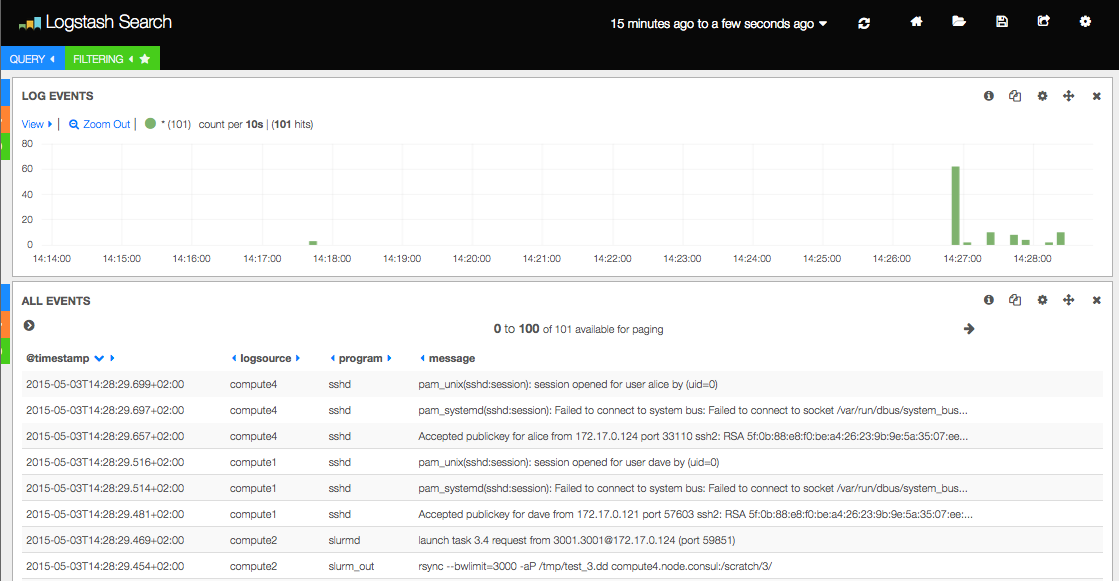 Logstash Search
15 minutes ago to a few seconds ago
QUERY FILTERING
LOG EVENTS
View | Zoom Out | * (101) count per 10s | (101 hits)
80
60
40
20
0
14:14:00 14:15:00 14:16:00 14:17:00 14:18:00 14:19:00 14:20:00 14:21:00 14:22:00 14:23:00 14:24:00 14:25:00 14:26:00 14:27:00 14:28:00
ALL EVENTS
0 to 100 of 101 available for paging
@timestamp logsource program message
2015-05-03T14:28:29.699+02:00 compute4 sshd pam_unix(sshd:session): session opened for user alice by (uid=0)
2015-05-03T14:28:29.697+02:00 compute4 sshd pam_systemd(sshd:session): Failed to connect to system bus: Failed to connect to socket /var/run/dbus/system_bus...
2015-05-03T14:28:29.657+02:00 compute4 sshd Accepted publickey for alice from 172.17.0.124 port 33110 ssh2: RSA 5f:0b:88:e8:f0:be:a4:26:23:9b:9e:5a:35:07:ee...
2015-05-03T14:28:29.516+02:00 compute1 sshd pam_unix(sshd:session): session opened for user dave by (uid=0)
2015-05-03T14:28:29.514+02:00 compute1 sshd pam_systemd(sshd:session): Failed to connect to system bus: Failed to connect to socket /var/run/dbus/system_bus...
2015-05-03T14:28:29.481+02:00 compute1 sshd Accepted publickey for dave from 172.17.0.121 port 57603 ssh2: RSA 5f:0b:88:e8:f0:be:a4:26:23:9b:9e:5a:35:07:ee:...
2015-05-03T14:28:29.469+02:00 compute2 slurmd launch task 3.4 request from 3001.3001@172.17.0.124 (port 59851)
2015-05-03T14:28:29.454+02:00 compute2 slurm_out rsync --bwlimit=3000 -aP /tmp/test_3.dd compute4.node.consul:/scratch/3/